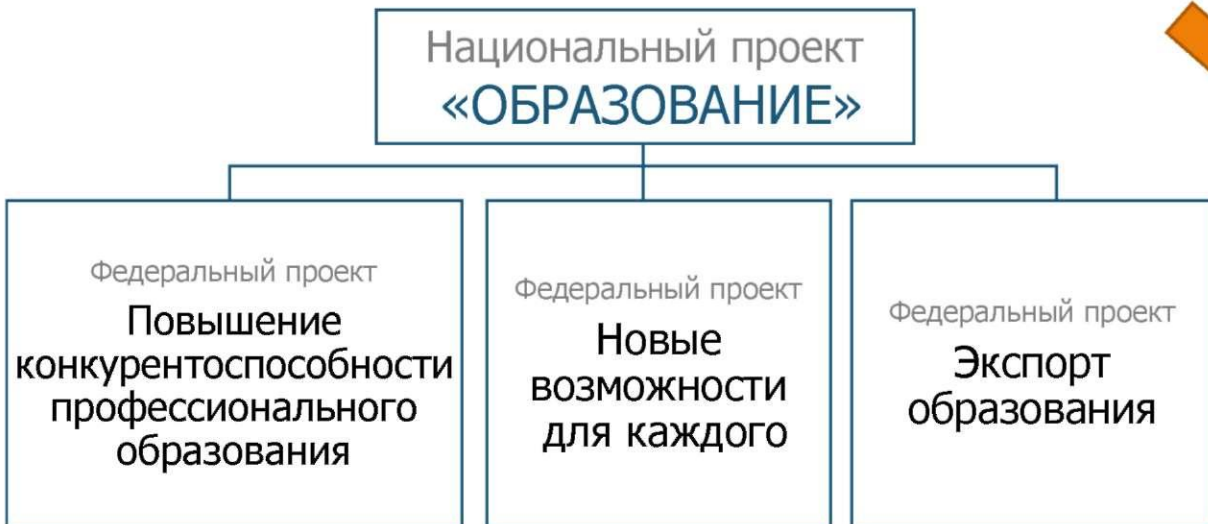 Национальный проект
«ОБРАЗОВАНИЕ»
Федеральный проект
Повышение
конкурентоспособности
профессионального
образования
Федеральный проект
Новые
возможности
для каждого
Федеральный проект
Экспорт
образования